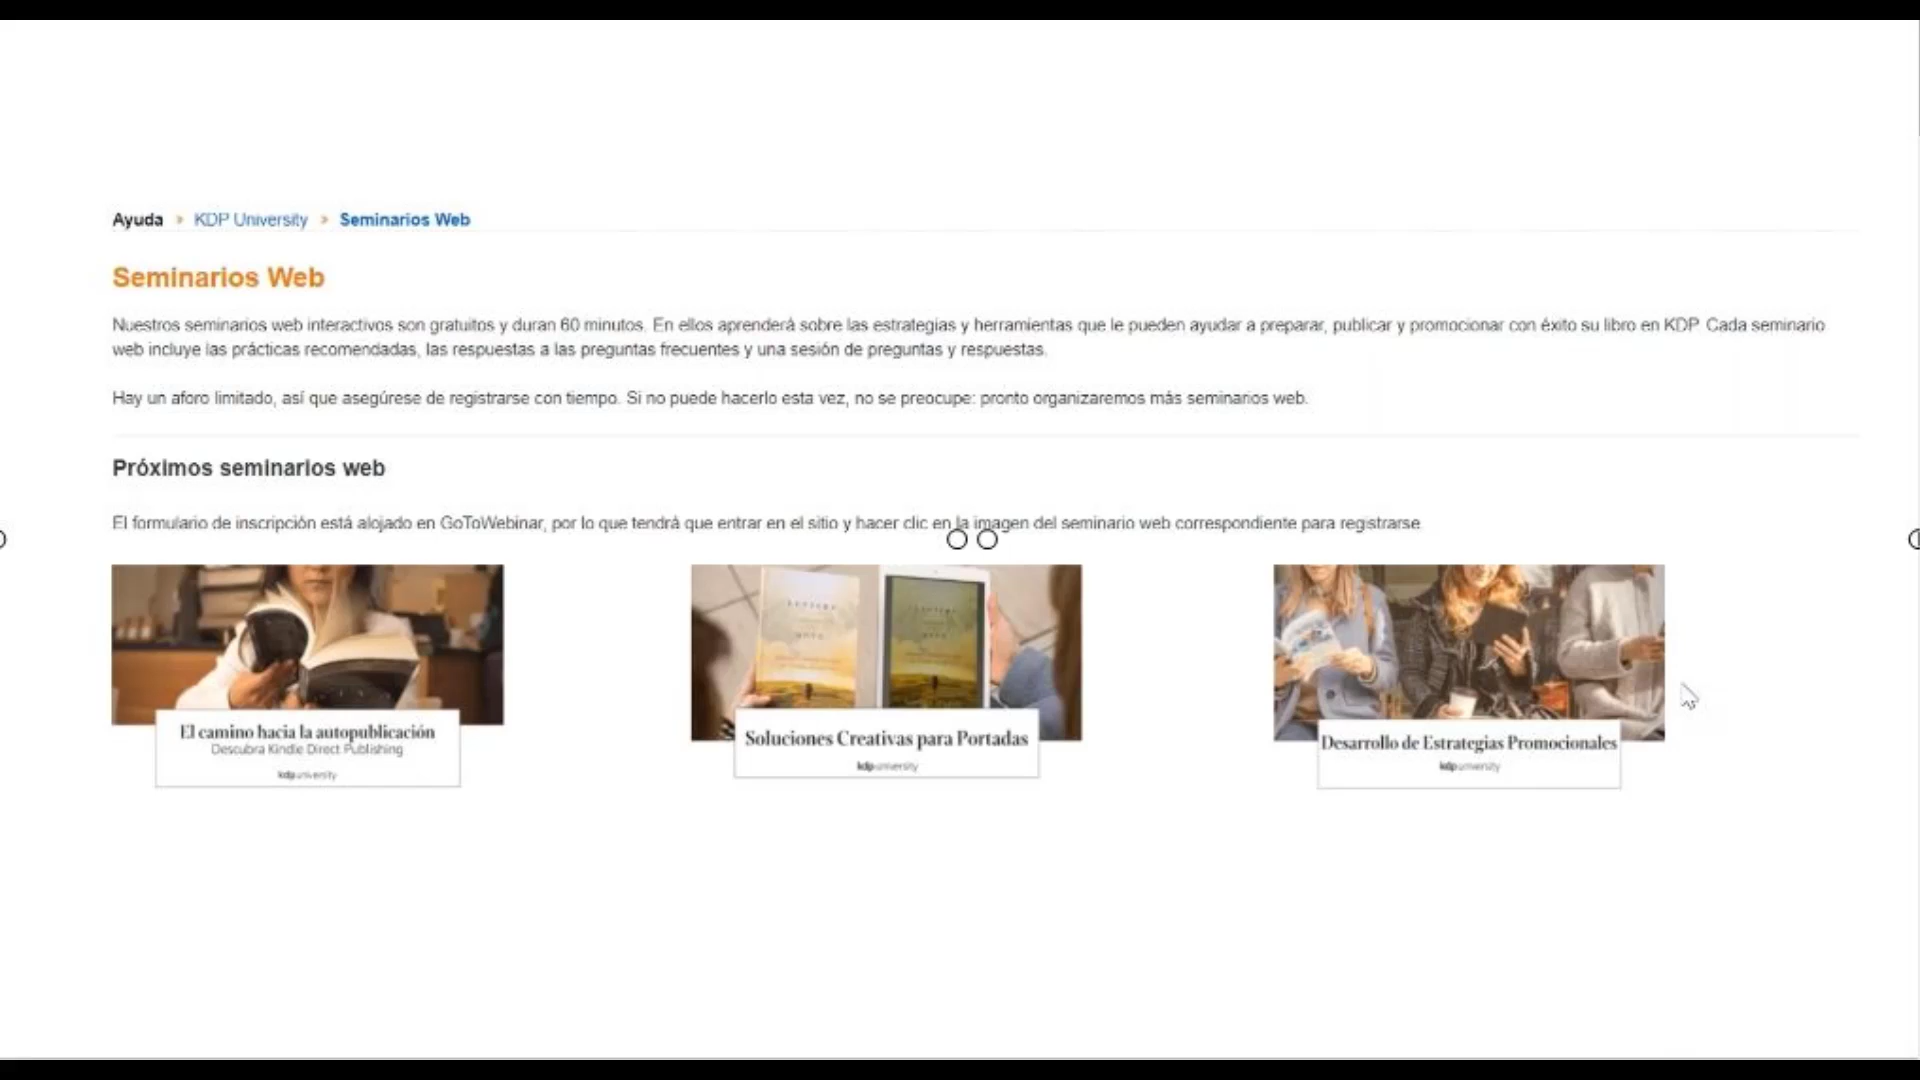 Ayuda » KDP University » Seminarios Web
Seminarios Web
Nuestros seminarios web interactivos son gratuitos y duran 60 minutos. En ellos aprenderá sobre las estrategias y herramientas que le pueden ayudar a preparar, publicar y promocionar con éxito su libro en KDP. Cada seminario
web incluye las prácticas recomendadas, las respuestas a las preguntas frecuentes y una sesión de preguntas y respuestas.
Hay un aforo limitado, así que asegúrese de registrarse con tiempo. Si no puede hacerlo esta vez, no se preocupe: pronto organizaremos más seminarios web.
Próximos seminarios web
El formulario de inscripción está alojado en GoToWebinar, por lo que tendrá que entrar en el sitio y hacer clic en la imagen del seminario web correspondiente para registrarse.
El camino hacia la autopublicación
Descubra Kindle Direct Publishing
kdp university
Soluciones Creativas para Portadas
kdp university
Desarrollo de Estrategias Promocionales
kdp university